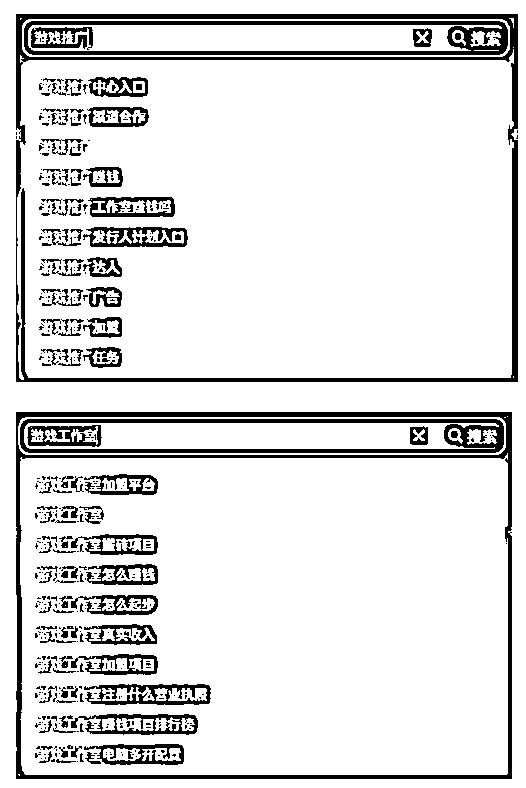 游戏推广 搜索
游戏推广中心入口
游戏推广渠道合作
游戏推广
游戏推广赚钱
游戏推广工作室赚钱吗
游戏推广发行人计划入口
游戏推广达人
游戏推广广告
游戏推广加盟
游戏推广任务
游戏工作室 搜索
游戏工作室加盟平台
游戏工作室
游戏工作室搬砖项目
游戏工作室怎么赚钱
游戏工作室怎么起步
游戏工作室真实收入
游戏工作室加盟项目
游戏工作室注册什么营业执照
游戏工作室赚钱项目排行榜
游戏工作室电脑多开配置